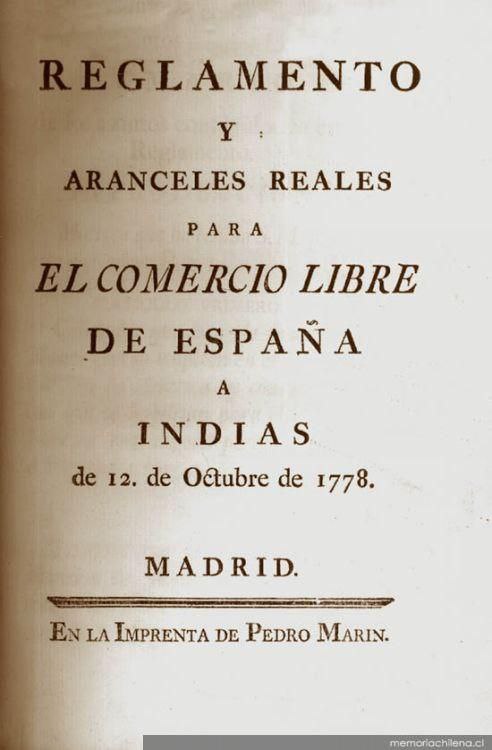 REGLAMENTO
Y
ARANCELES REALES
PARA
EL COMERCIO LIBRE
DE ESPAÑA
A
INDIAS
de 12. de Octubre de 1778.
MADRID.
EN LA IMPRENTA DE PEDRO MARIN.
memoriachilena.cl